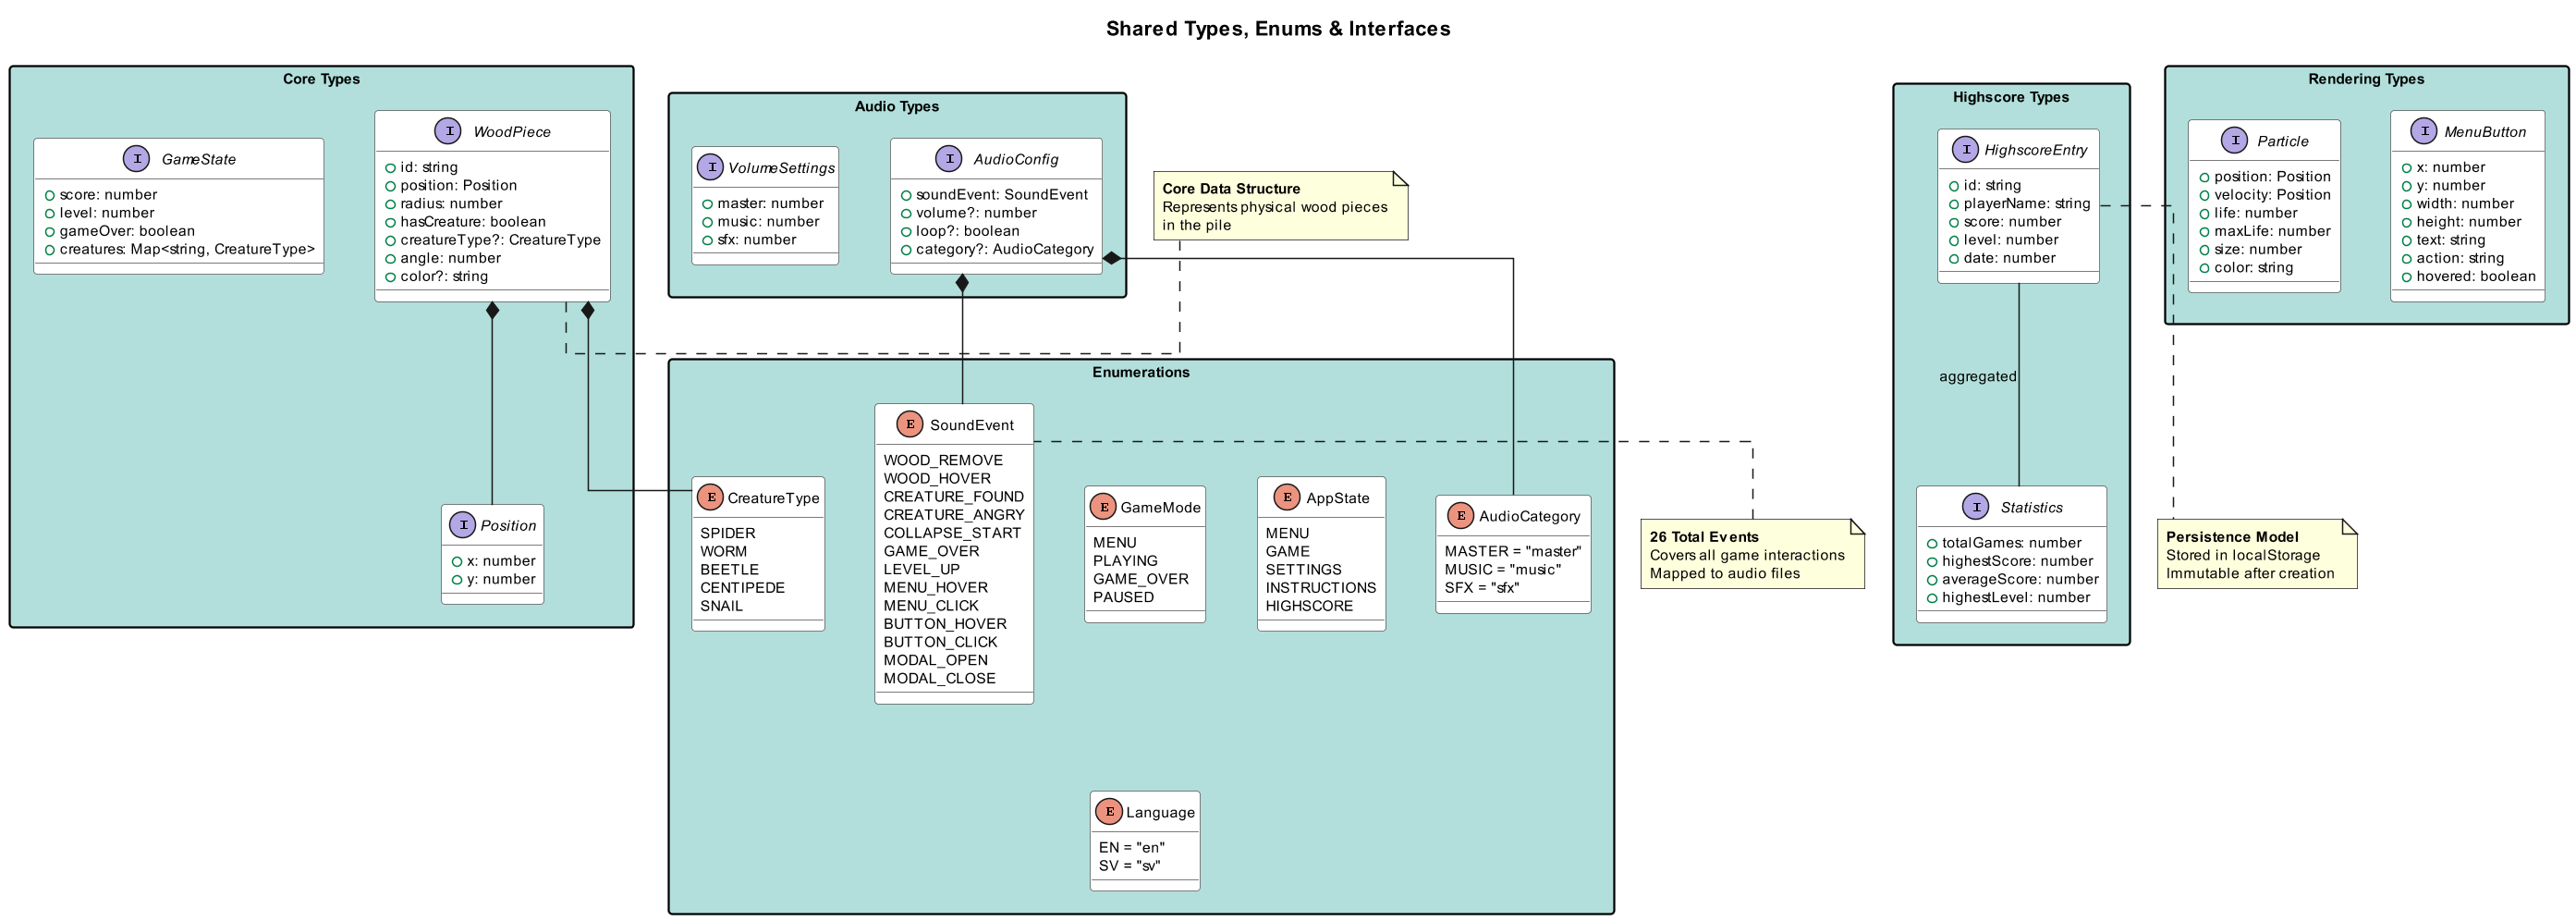 Shared Types, Enums & Interfaces
Core Types
I GameState
score: number
level: number
gameOver: boolean
creatures: Map<string, CreatureType>
I WoodPiece
id: string
position: Position
radius: number
hasCreature: boolean
creatureType?: CreatureType
angle: number
color?: string
I Position
x: number
y: number
Audio Types
I VolumeSettings
master: number
music: number
sfx: number
I AudioConfig
soundEvent: SoundEvent
volume?: number
loop?: boolean
category?: AudioCategory
Core Data Structure
Represents physical wood pieces
in the pile
Enumerations
E CreatureType
SPIDER
WORM
BEETLE
CENTIPEDE
SNAIL
E SoundEvent
WOOD_REMOVE
WOOD_HOVER
CREATURE_FOUND
CREATURE_ANGRY
COLLAPSE_START
GAME_OVER
LEVEL_UP
MENU_HOVER
MENU_CLICK
BUTTON_HOVER
BUTTON_CLICK
MODAL_OPEN
MODAL_CLOSE
E GameMode
MENU
PLAYING
GAME_OVER
PAUSED
E AppState
MENU
GAME
SETTINGS
INSTRUCTIONS
HIGHSCORE
E AudioCategory
MASTER = "master"
MUSIC = "music"
SFX = "sfx"
E Language
EN = "en"
SV = "sv"
26 Total Events
Covers all game interactions
Mapped to audio files
Highscore Types
I HighscoreEntry
id: string
playerName: string
score: number
level: number
date: number
aggregated
I Statistics
totalGames: number
highestScore: number
averageScore: number
highestLevel: number
Rendering Types
I Particle
position: Position
velocity: Position
life: number
maxLife: number
size: number
color: string
I MenuButton
x: number
y: number
width: number
height: number
text: string
action: string
hovered: boolean
Persistence Model
Stored in localStorage
Immutable after creation